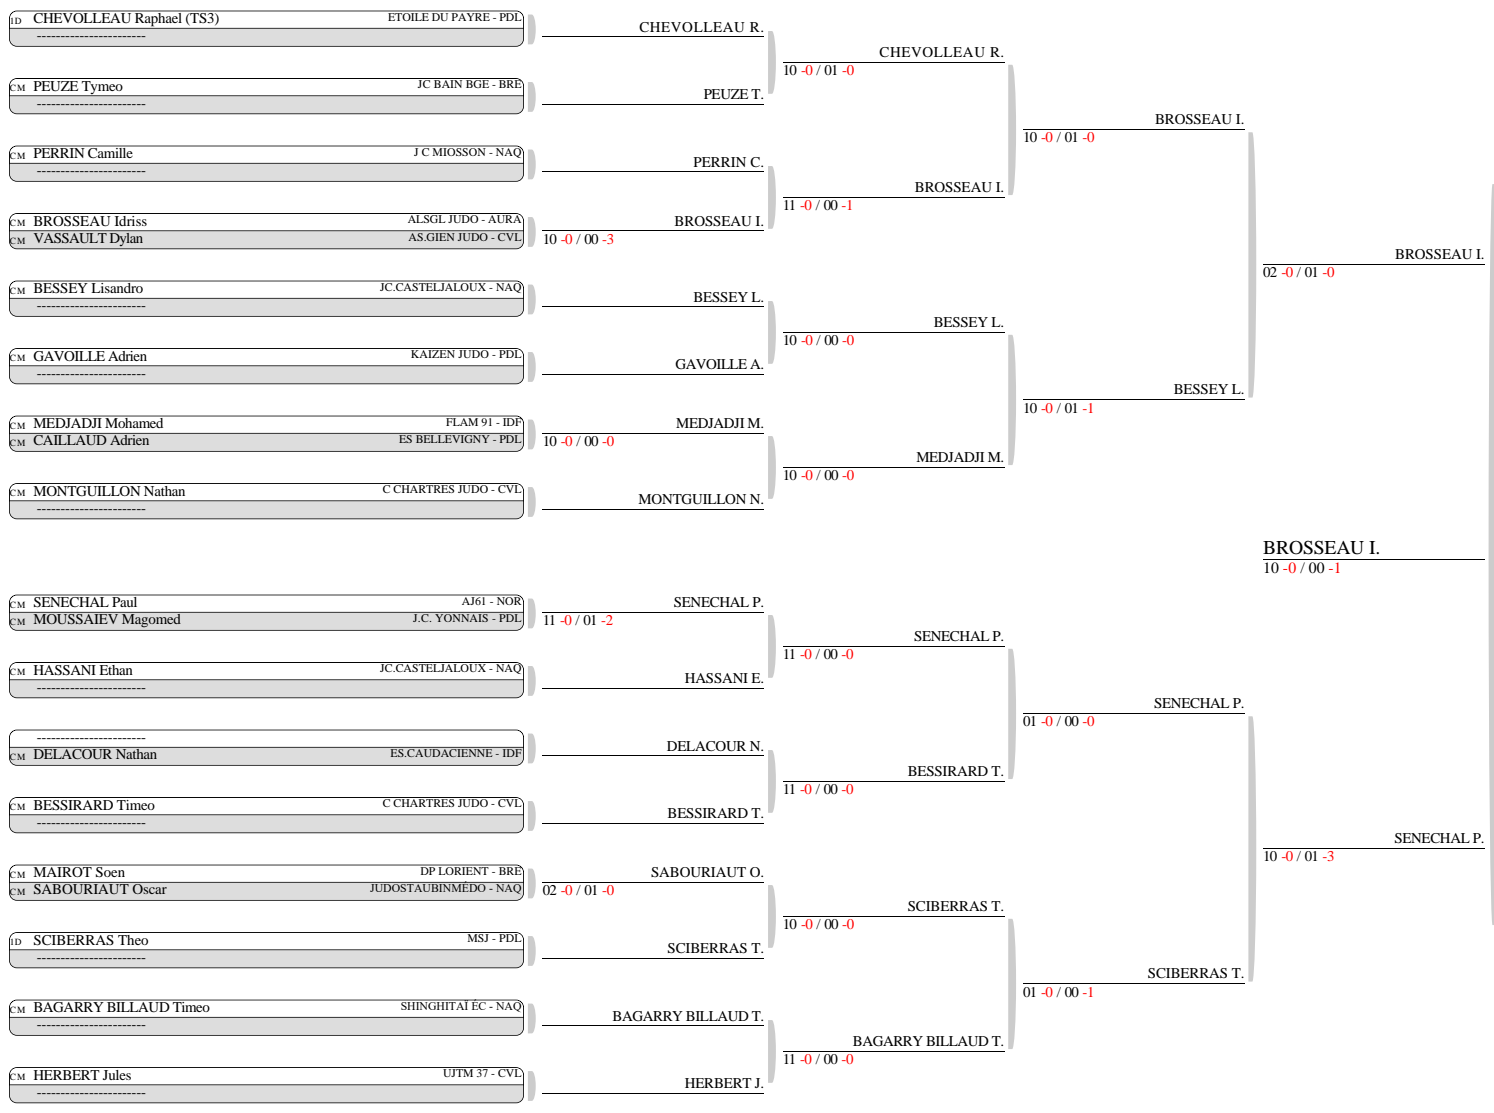 1D CHEVOLLEAU Raphael (TS3) ETOILE DU PAYRE - PDL
-----------------------
CHEVOLLEAU R.
CHEVOLLEAU R.
10 -0 / 01 -0
CM PEUZE Tymeo JC BAIN BGE - BRE
-----------------------
PEUZE T.
BROSSEAU I.
10 -0 / 01 -0
CM PERRIN Camille J C MIOSSON - NAQ
-----------------------
PERRIN C.
BROSSEAU I.
11 -0 / 00 -1
CM BROSSEAU Idriss ALSGL JUDO - AURA
CM VASSAULT Dylan AS.GIEN JUDO - CVL
BROSSEAU I.
10 -0 / 00 -3
BROSSEAU I.
02 -0 / 01 -0
CM BESSEY Lisandro JC.CASTELJALOUX - NAQ
-----------------------
BESSEY L.
BESSEY L.
10 -0 / 00 -0
CM GAVOILLE Adrien KAIZEN JUDO - PDL
-----------------------
GAVOILLE A.
BESSEY L.
10 -0 / 01 -1
CM MEDJADJI Mohamed FLAM 91 - IDF
CM CAILLAUD Adrien ES BELLEVIGNY - PDL
MEDJADJI M.
10 -0 / 00 -0
MEDJADJI M.
10 -0 / 00 -0
CM MONTGUILLON Nathan C CHARTRES JUDO - CVL
-----------------------
MONTGUILLON N.
BROSSEAU I.
10 -0 / 00 -1
CM SENECHAL Paul AJ61 - NOR
CM MOUSSAIEV Magomed J.C. YONNAIS - PDL
SENECHAL P.
11 -0 / 01 -2
SENECHAL P.
11 -0 / 00 -0
CM HASSANI Ethan JC.CASTELJALOUX - NAQ
-----------------------
HASSANI E.
SENECHAL P.
01 -0 / 00 -0
-----------------------
CM DELACOUR Nathan ES.CAUDACIENNE - IDF
DELACOUR N.
BESSIRARD T.
11 -0 / 00 -0
CM BESSIRARD Timeo C CHARTRES JUDO - CVL
-----------------------
BESSIRARD T.
SENECHAL P.
10 -0 / 01 -3
CM MAIROT Soen DP LORIENT - BRE
CM SABOURIAUT Oscar JUDOSTAUBINMÉDO - NAQ
SABOURIAUT O.
02 -0 / 01 -0
SCIBERRAS T.
10 -0 / 00 -0
1D SCIBERRAS Theo MSJ - PDL
-----------------------
SCIBERRAS T.
SCIBERRAS T.
01 -0 / 00 -1
CM BAGARRY BILLAUD Timeo SHINGHITAÏ ÉC - NAQ
-----------------------
BAGARRY BILLAUD T.
BAGARRY BILLAUD T.
11 -0 / 00 -0
CM HERBERT Jules UJTM 37 - CVL
-----------------------
HERBERT J.